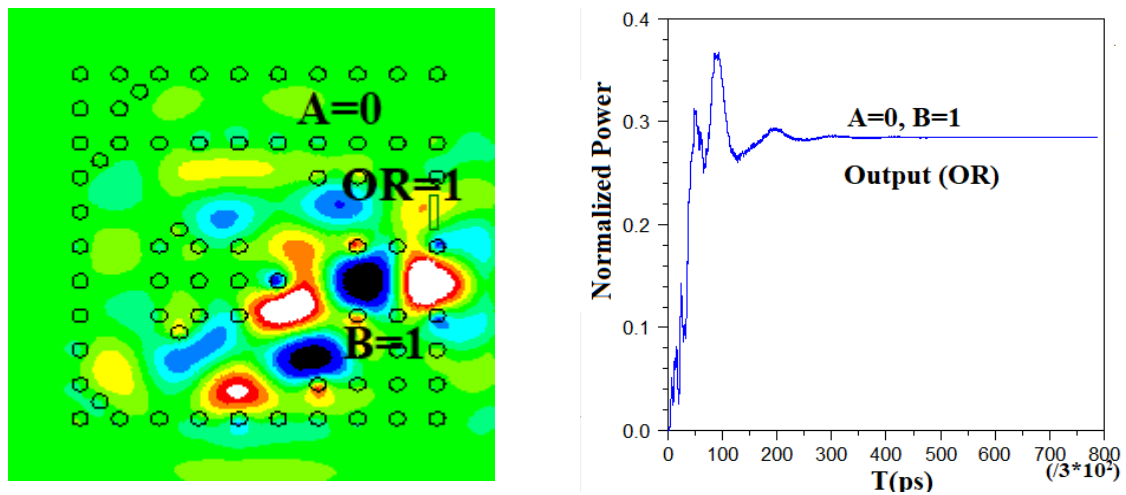 A=0
OR=1
B=1
0.4
0.3
0.2
0.1
0.0
Normalized Power
A=0, B=1
Output (OR)
0 100 200 300 400 500 600 700 800
T(ps)
(/3*10²)